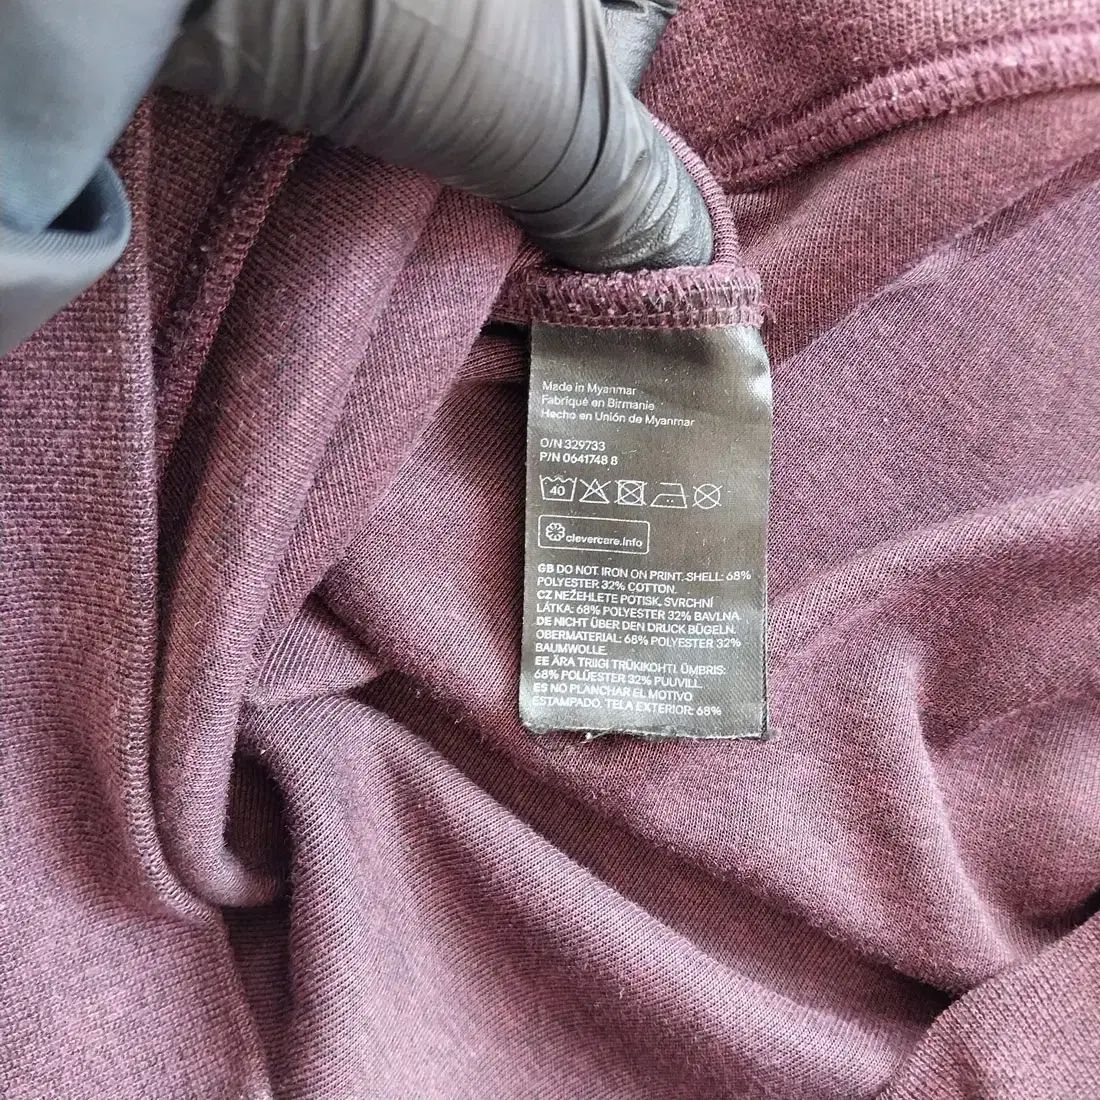 Made in Myanmar
Fabriqué en Birmanie
Hecho en Unión de Myanmar
O/N 329733
P/N 0641748 8
40
clevercare.info
GB DO NOT IRON ON PRINT. SHELL: 68%
POLYESTER 32% COTTON.
CZ NEŽEHLETE POTISK. SVRCHNÍ
LÁTKA: 68% POLYESTER 32% BAVLNA.
DE NICHT ÜBER DEN DRUCK BÜGELN.
OBERMATERIAL: 68% POLYESTER 32%
BAUMWOLLE.
EE ÄRA TRIIGI TRÜKIKOHTI. ÜMBRIS:
68% POLÜESTER 32% PUUVILL.
ES NO PLANCHAR EL MOTIVO
ESTAMPADO. TELA EXTERIOR: 68%